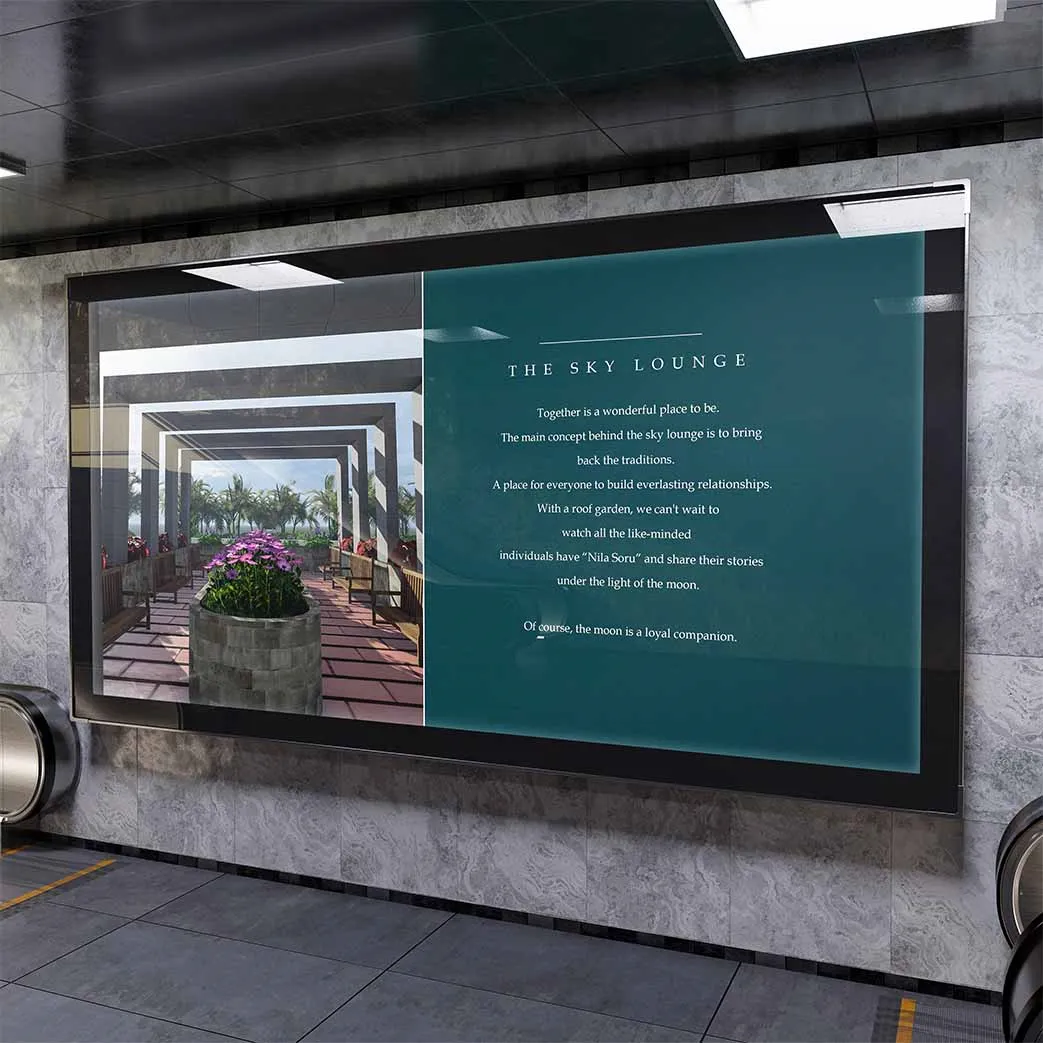 THE SKY LOUNGE
Together is a wonderful place to be.
The main concept behind the sky lounge is to bring
back the traditions.
A place for everyone to build everlasting relationships.
With a roof garden, we can't wait to
watch all the like-minded
individuals have “Nila Soru” and share their stories
under the light of the moon.
Of course, the moon is a loyal companion.